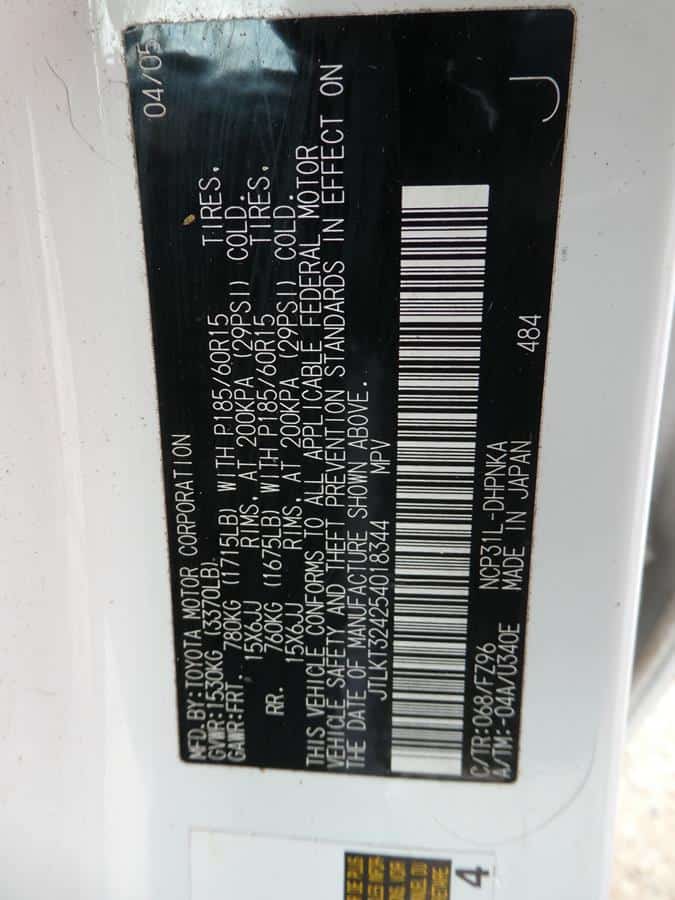 MFD.BY:TOYOTA MOTOR CORPORATION 04/05
GVWR:1530KG (3370LB)
GAWR:FRT. 780KG (1715LB) WITH P185/60R15 TIRES,
15X6JJ RIMS, AT 200KPA (29PSI) COLD.
RR. 760KG (1675LB) WITH P185/60R15 TIRES,
15X6JJ RIMS, AT 200KPA (29PSI) COLD.
THIS VEHICLE CONFORMS TO ALL APPLICABLE FEDERAL MOTOR
VEHICLE SAFETY AND THEFT PREVENTION STANDARDS IN EFFECT ON
THE DATE OF MANUFACTURE SHOWN ABOVE.
JTLKT324254018344 MPV
C/TR:068/FZ96 NCP31L-DHPNKA
A/TM:-04A/U340E MADE IN JAPAN
484
J
4